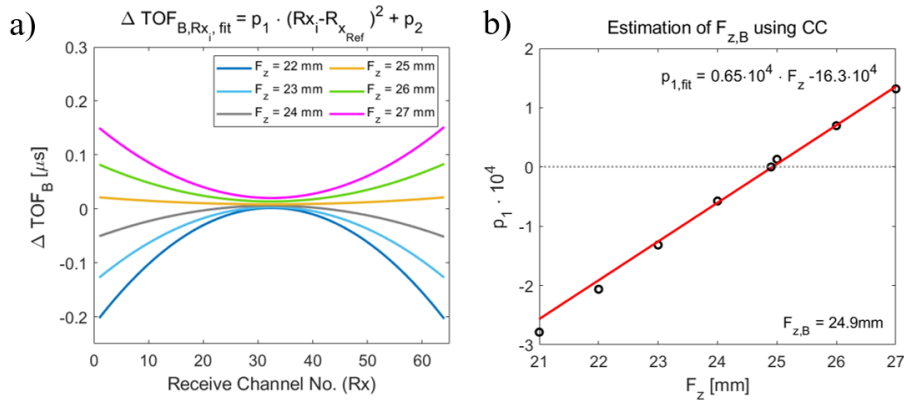 a)
Δ TOF_B,Rx_i, fit = p_1 · (Rx_i-R_x_Ref)^2 + p_2
0.3
0.2
0.1
0
-0.1
-0.2
Δ TOF_B [μs]
F_z = 22 mm
F_z = 25 mm
F_z = 23 mm
F_z = 26 mm
F_z = 24 mm
F_z = 27 mm
0 10 20 30 40 50 60
Receive Channel No. (Rx)
b)
Estimation of F_z,B using CC
p_1,fit = 0.65·10^4 · F_z -16.3·10^4
2
1
0
-1
-2
-3
p_1 · 10^4
F_z,B = 24.9mm
21 22 23 24 25 26 27
F_z [mm]